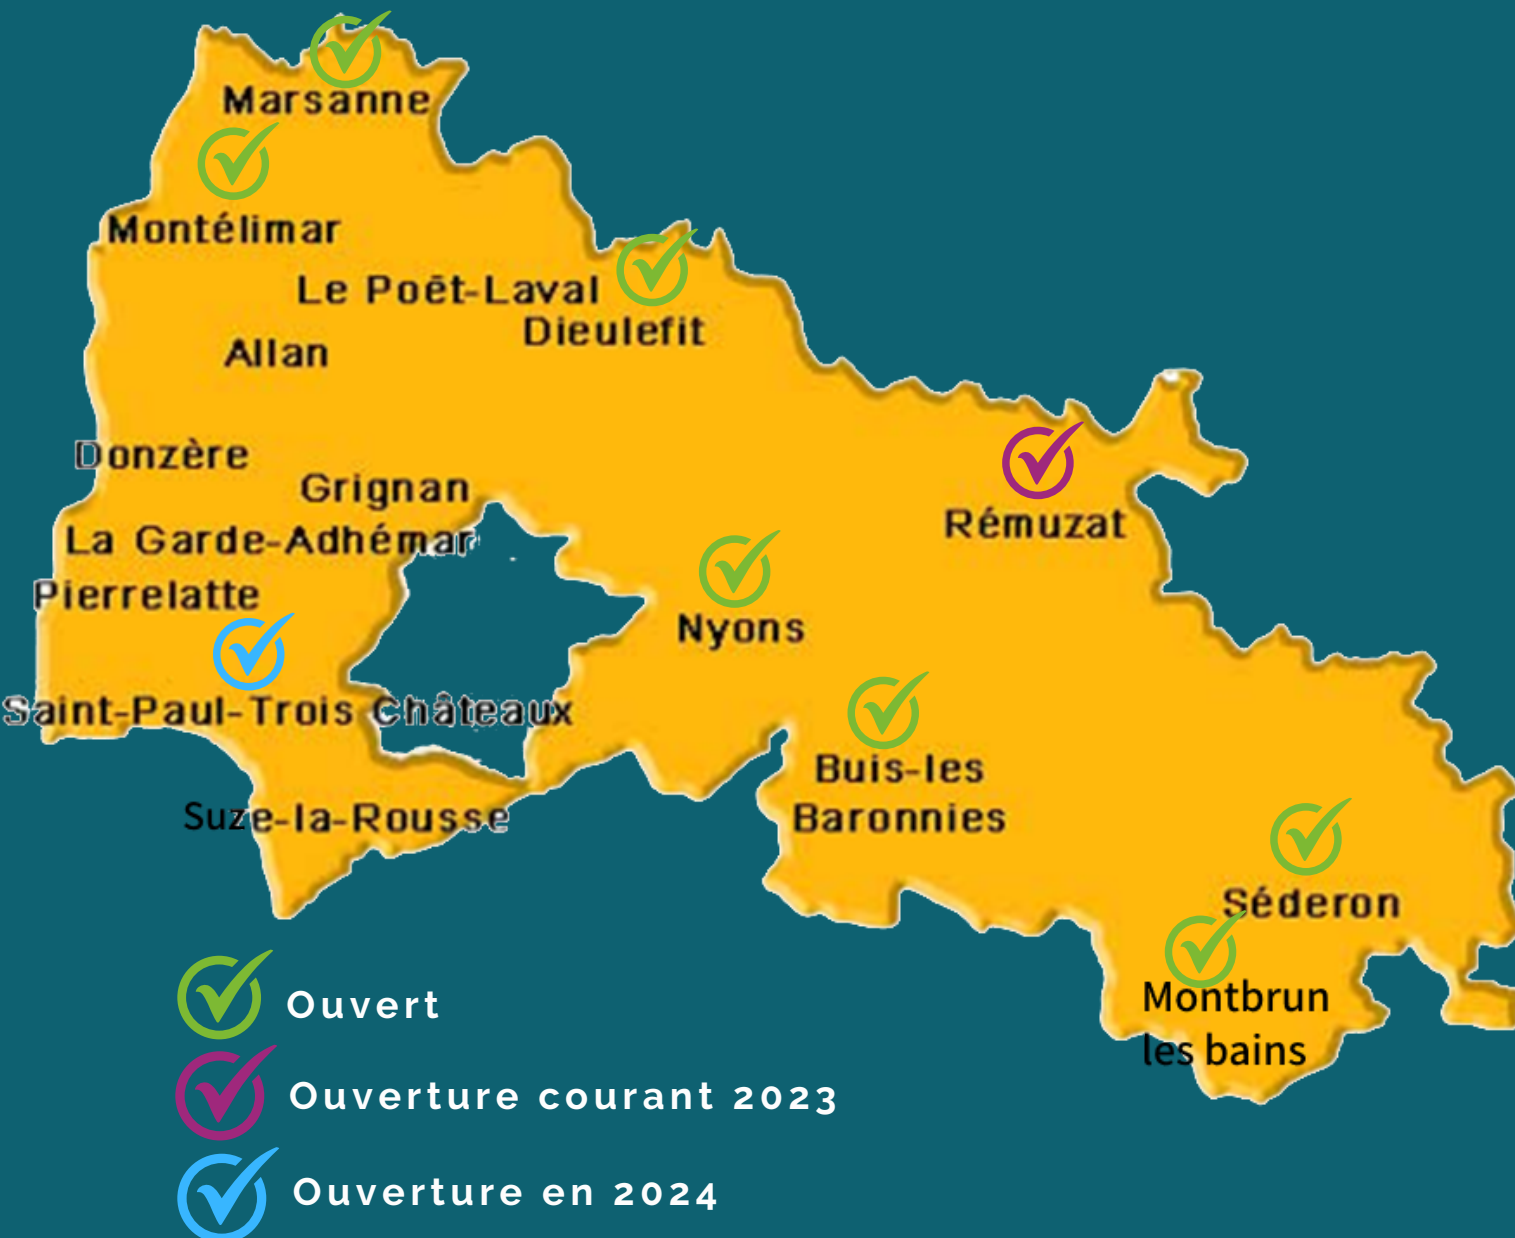 Marsanne
Montélimar
Le Poët-Laval
Dieulefit
Allan
Donzère
Grignan
Rémuzat
La Garde-Adhémar
Pierrelatte
Nyons
Saint-Paul-Trois Châteaux
Buis-les
Baronnies
Suze-la-Rousse
Séderon
Montbrun
les bains
Ouvert
Ouverture courant 2023
Ouverture en 2024